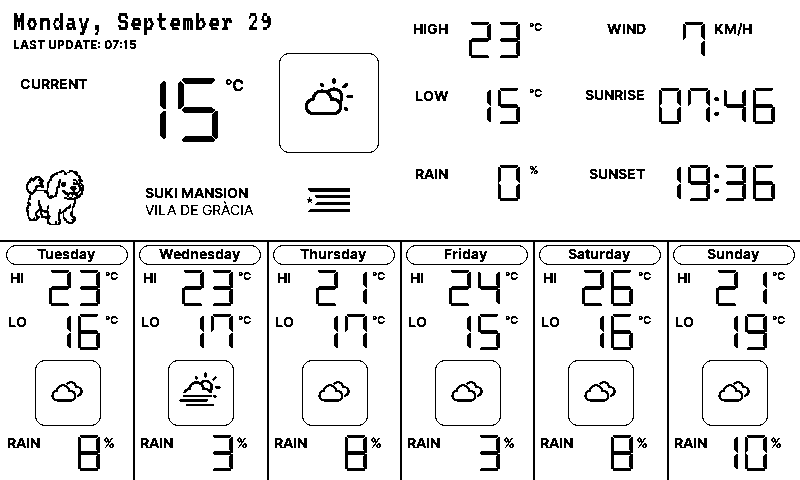 Monday, September 29
LAST UPDATE: 07:15
CURRENT 15 °C
SUKI MANSION
VILA DE GRÀCIA
HIGH 23 °C
LOW 15 °C
RAIN 0 %
WIND 7 KM/H
SUNRISE 07:46
SUNSET 19:36
Tuesday
HI 23 °C
LO 16 °C
RAIN 8 %
Wednesday
HI 23 °C
LO 17 °C
RAIN 3 %
Thursday
HI 21 °C
LO 17 °C
RAIN 8 %
Friday
HI 24 °C
LO 15 °C
RAIN 3 %
Saturday
HI 26 °C
LO 16 °C
RAIN 8 %
Sunday
HI 21 °C
LO 19 °C
RAIN 10 %